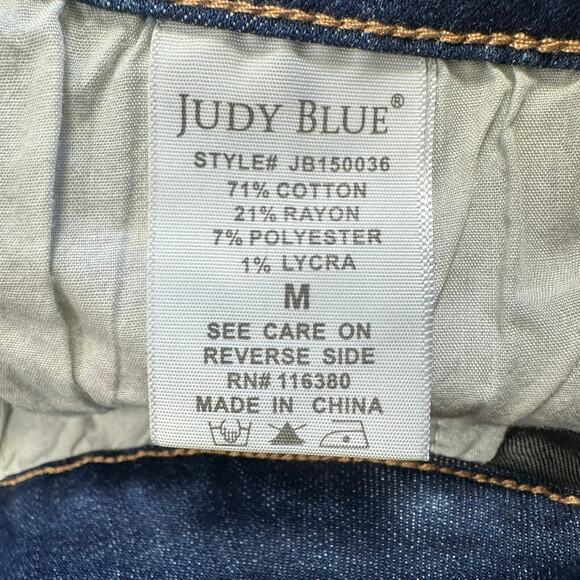 JUDY BLUE®
STYLE# JB150036
71% COTTON
21% RAYON
7% POLYESTER
1% LYCRA
M
SEE CARE ON
REVERSE SIDE
RN# 116380
MADE IN CHINA